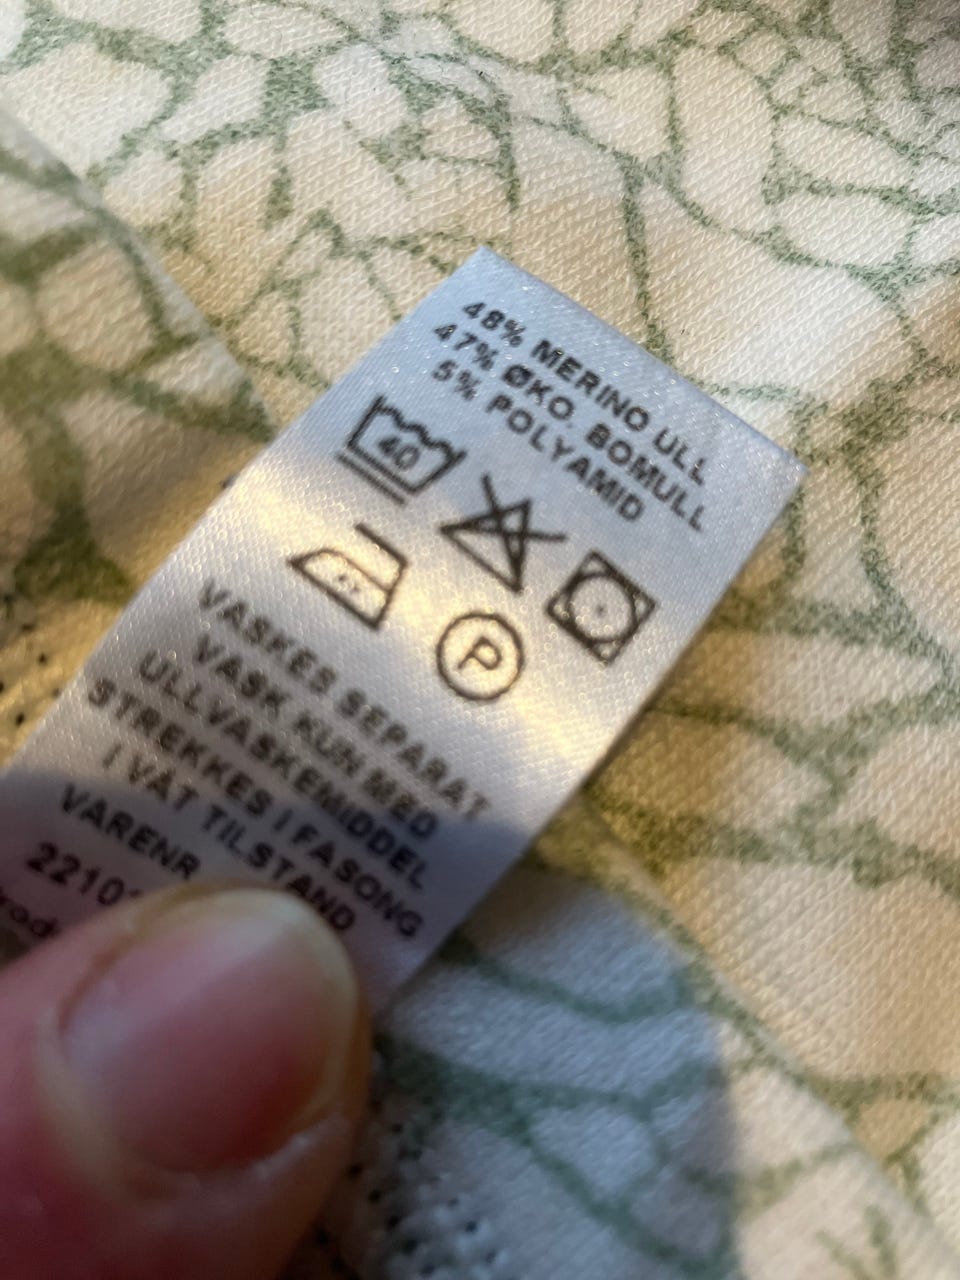 48% MERINO ULL
47% ØKO. BOMULL
5% POLYAMID
40
P
VASKES SEPARAT
VASK KUN MED
ULLVASKEMIDDEL
STREKKES I FASONG
I VÅT TILSTAND
VARENR